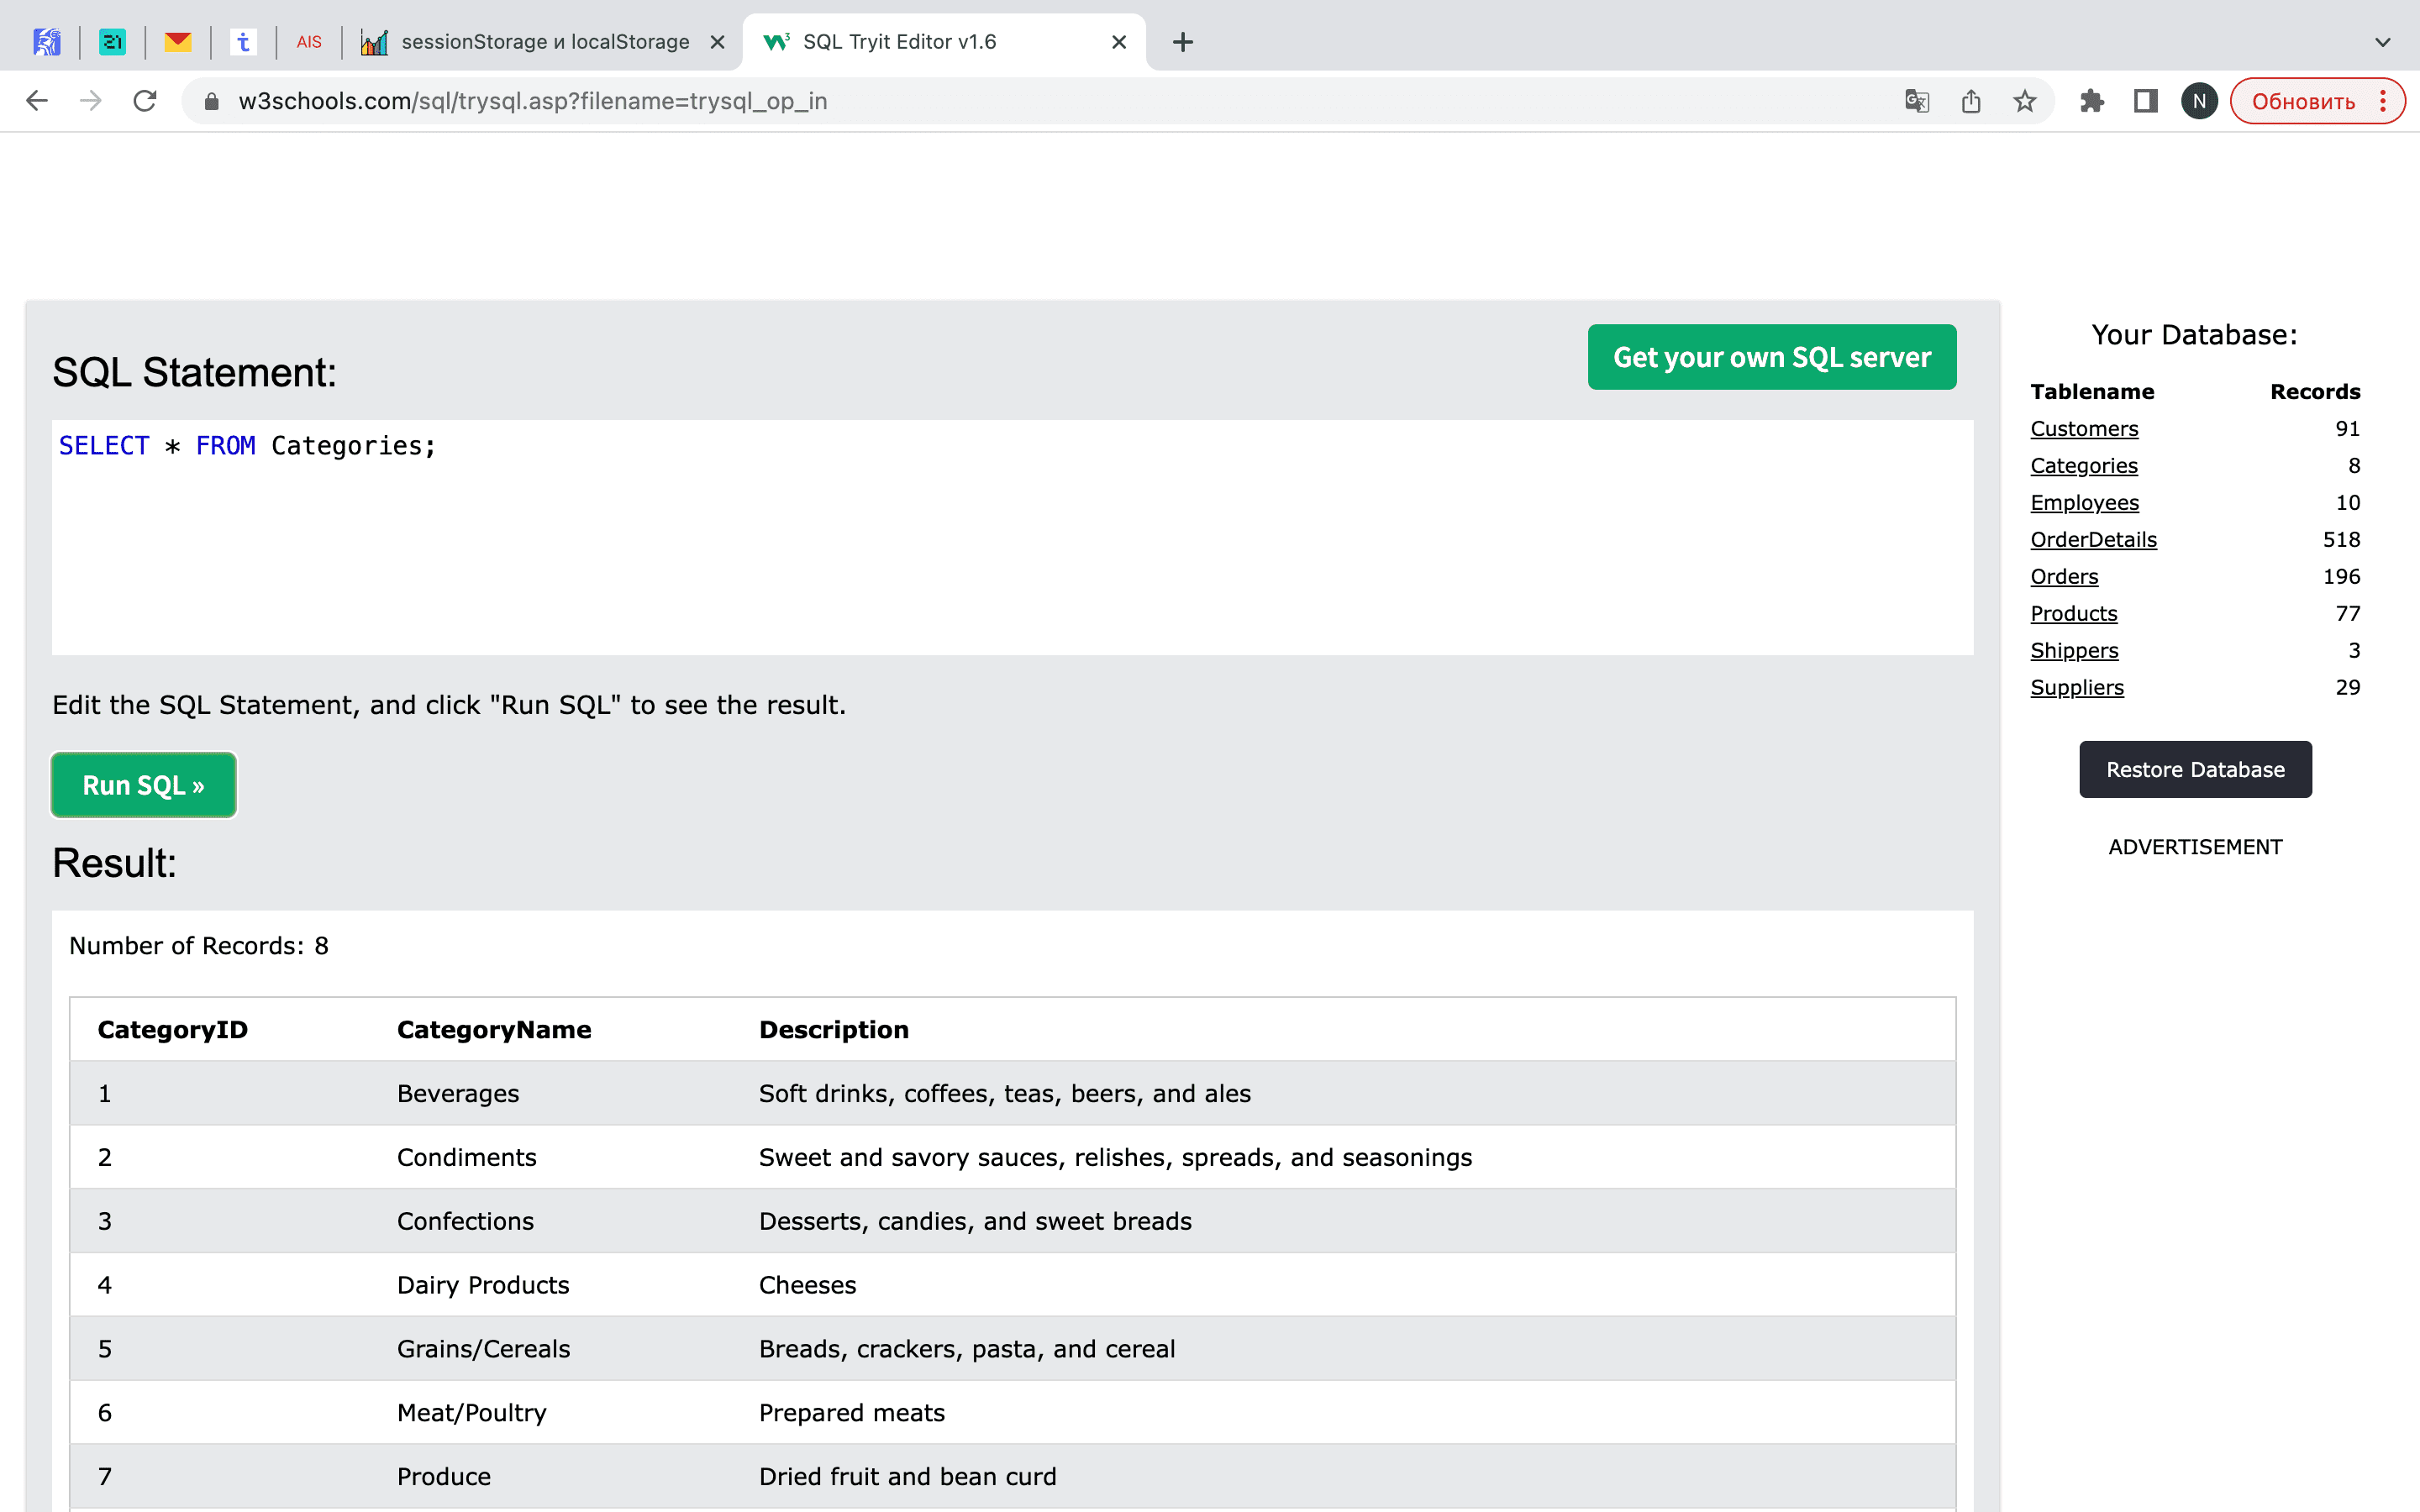 21
t
AIS
sessionStorage и localStorage
SQL Tryit Editor v1.6
w3schools.com/sql/trysql.asp?filename=trysql_op_in
N
Обновить
SQL Statement:
Get your own SQL server
SELECT * FROM Categories;
Edit the SQL Statement, and click "Run SQL" to see the result.
Run SQL »
Result:
Number of Records: 8
CategoryID CategoryName Description
1 Beverages Soft drinks, coffees, teas, beers, and ales
2 Condiments Sweet and savory sauces, relishes, spreads, and seasonings
3 Confections Desserts, candies, and sweet breads
4 Dairy Products Cheeses
5 Grains/Cereals Breads, crackers, pasta, and cereal
6 Meat/Poultry Prepared meats
7 Produce Dried fruit and bean curd
Your Database:
Tablename Records
Customers 91
Categories 8
Employees 10
OrderDetails 518
Orders 196
Products 77
Shippers 3
Suppliers 29
Restore Database
ADVERTISEMENT